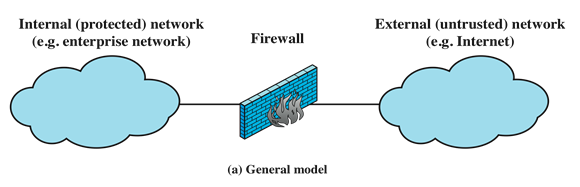 Internal (protected) network
(e.g. enterprise network)
Firewall
External (untrusted) network
(e.g. Internet)
(a) General model